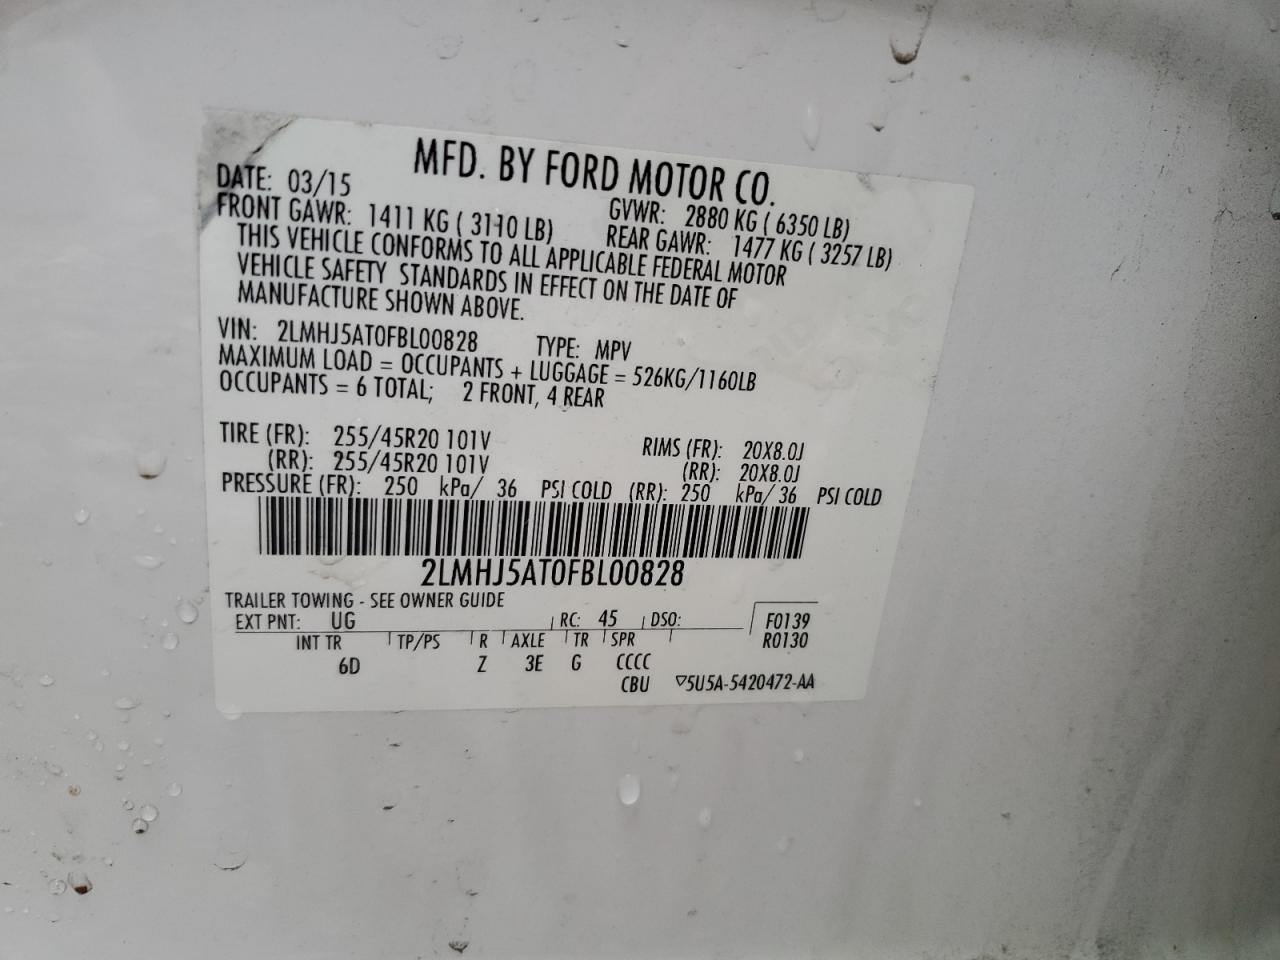 MFD. BY FORD MOTOR CO.
DATE: 03/15 GVWR: 2880 KG ( 6350 LB)
FRONT GAWR: 1411 KG ( 3110 LB) REAR GAWR: 1477 KG ( 3257 LB)
THIS VEHICLE CONFORMS TO ALL APPLICABLE FEDERAL MOTOR
VEHICLE SAFETY STANDARDS IN EFFECT ON THE DATE OF
MANUFACTURE SHOWN ABOVE.
VIN: 2LMHJ5AT0FBL00828 TYPE: MPV
MAXIMUM LOAD = OCCUPANTS + LUGGAGE = 526KG/1160LB
OCCUPANTS = 6 TOTAL; 2 FRONT, 4 REAR
TIRE (FR): 255/45R20 101V RIMS (FR): 20X8.0J
(RR): 255/45R20 101V (RR): 20X8.0J
PRESSURE (FR): 250 kPa/ 36 PSI COLD (RR): 250 kPa/ 36 PSI COLD
2LMHJ5AT0FBL00828
TRAILER TOWING - SEE OWNER GUIDE
EXT PNT: UG RC: 45 DSO: F0139
INT TR TP/PS R AXLE TR SPR R0130
6D Z 3E G CCCC
CBU ▽5U5A-5420472-AA